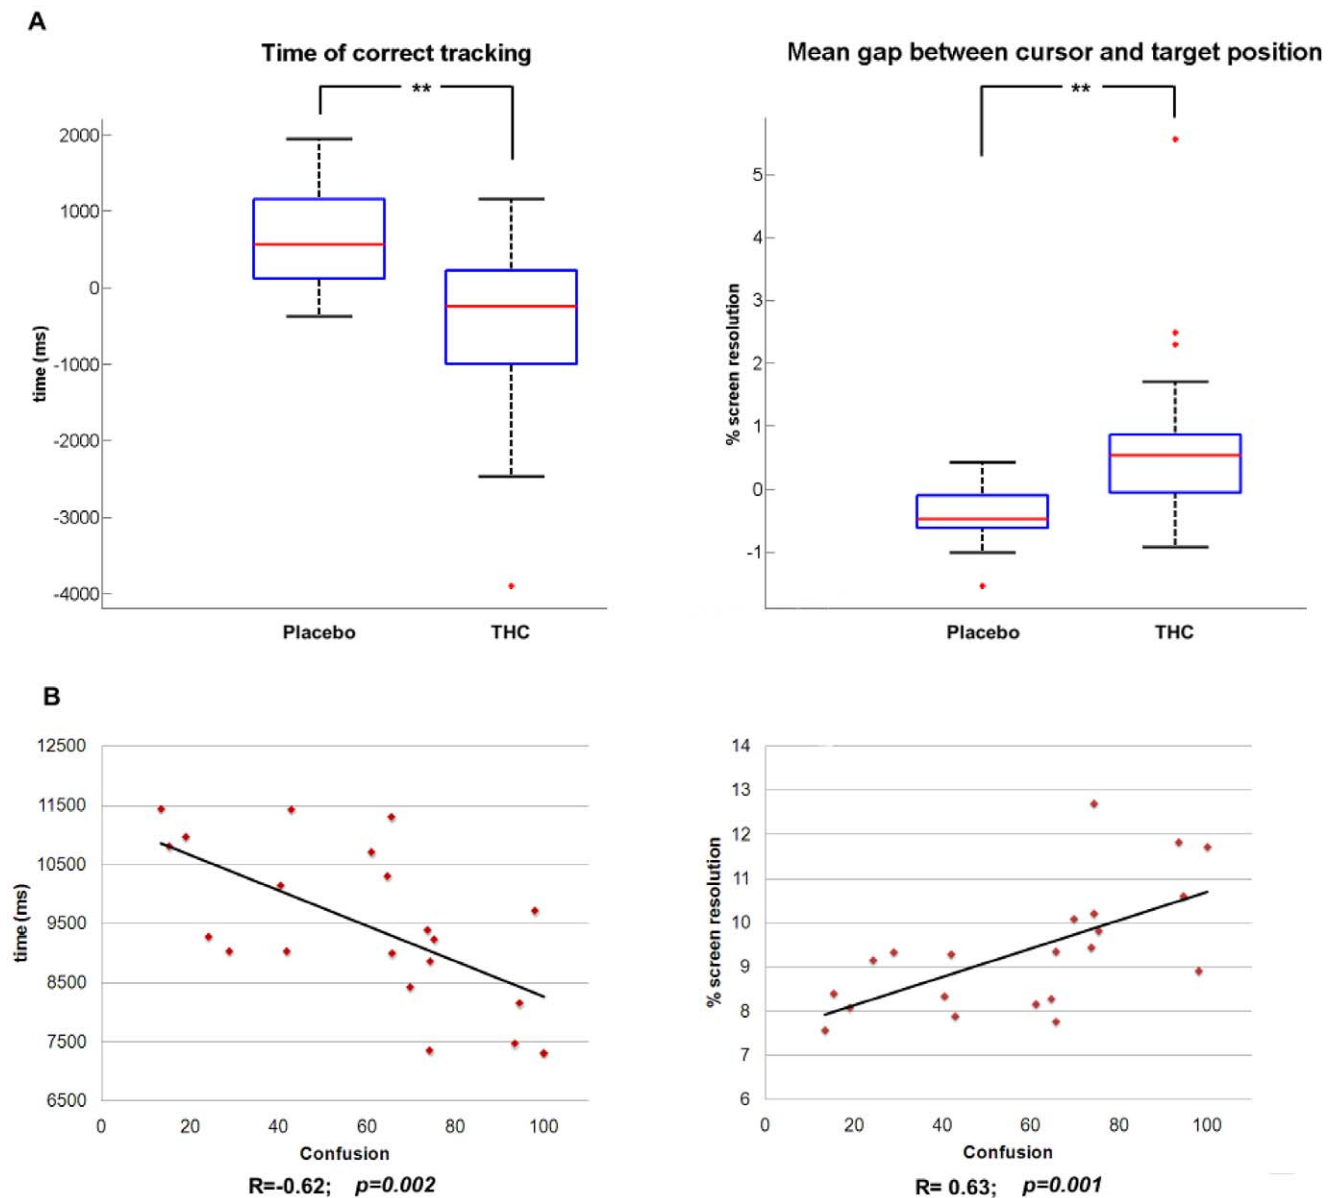 A
Time of correct tracking
**
2000
1000
0
-1000
-2000
-3000
-4000
time (ms)
Placebo
THC
Mean gap between cursor and target position
**
5
4
3
2
1
0
-1
% screen resolution
Placebo
THC
B
12500
11500
10500
9500
8500
7500
6500
time (ms)
0 20 40 60 80 100
Confusion
R=-0.62; p=0.002
14
13
12
11
10
9
8
7
6
% screen resolution
0 20 40 60 80 100
Confusion
R= 0.63; p=0.001